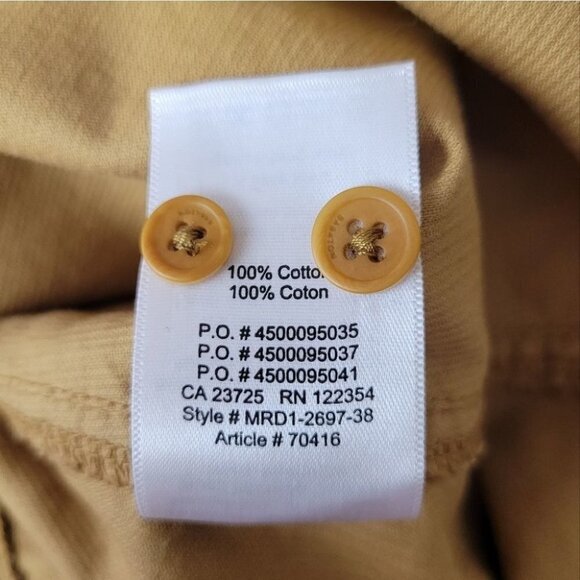 100% Cotto
100% Coton
P.O. # 4500095035
P.O. # 4500095037
P.O. # 4500095041
CA 23725 RN 122354
Style # MRD1-2697-38
Article # 70416